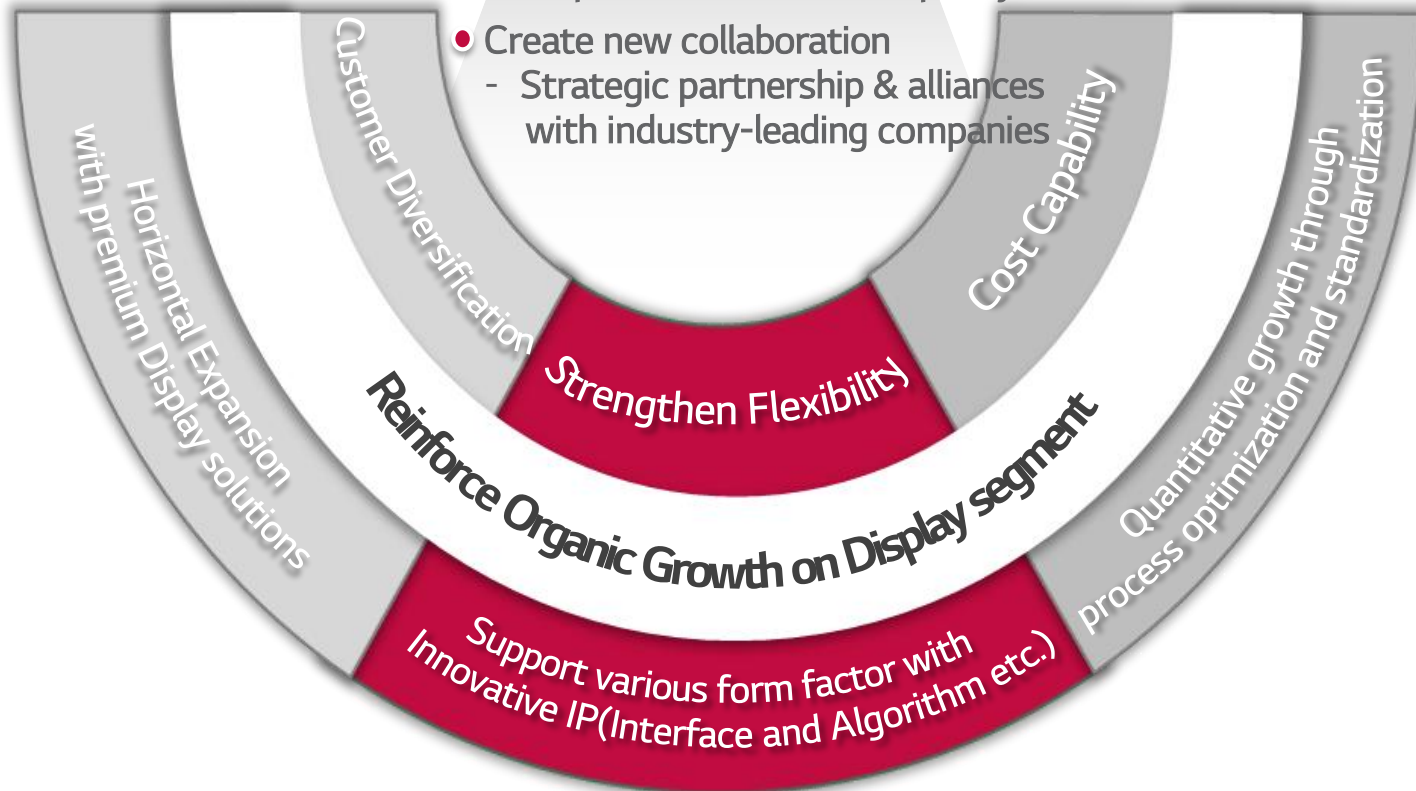 • Create new collaboration
- Strategic partnership & alliances
with industry-leading companies
Customer Diversification
Strengthen Flexibility
Cost Capability
Reinforce Organic Growth on Display segment
Horizontal Expansion
with premium Display solutions
Support various form factor with
Innovative IP(Interface and Algorithm etc.)
Quantitative growth through
process optimization and standardization